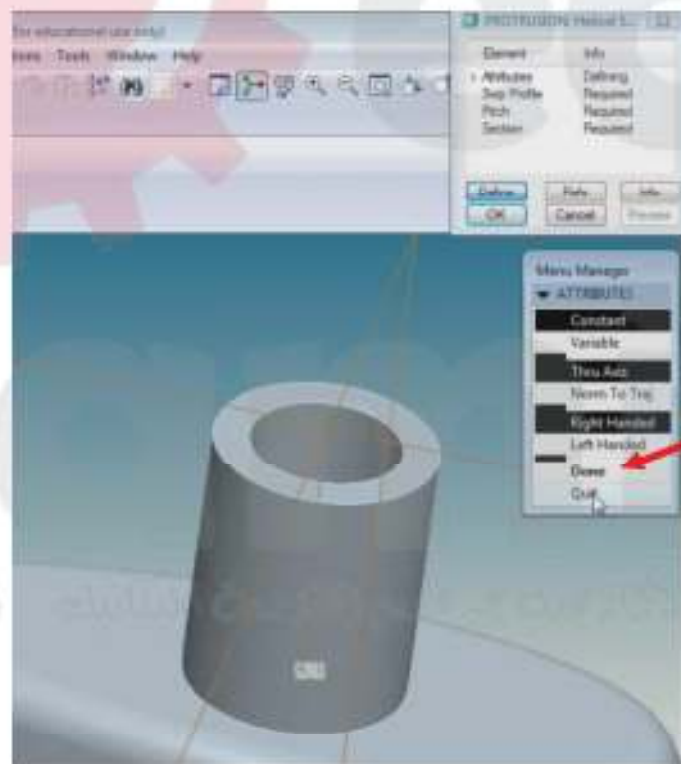 for educational use only)
Tools Window Help
PROTRUSION: Helical S...
Element Info
> Attributes Defining
Swp Profile Required
Pitch Required
Section Required
Define Refs Info
OK Cancel Preview
Menu Manager
ATTRIBUTES
Constant
Variable
Thru Axis
Norm To Traj
Right Handed
Left Handed
Done
Quit